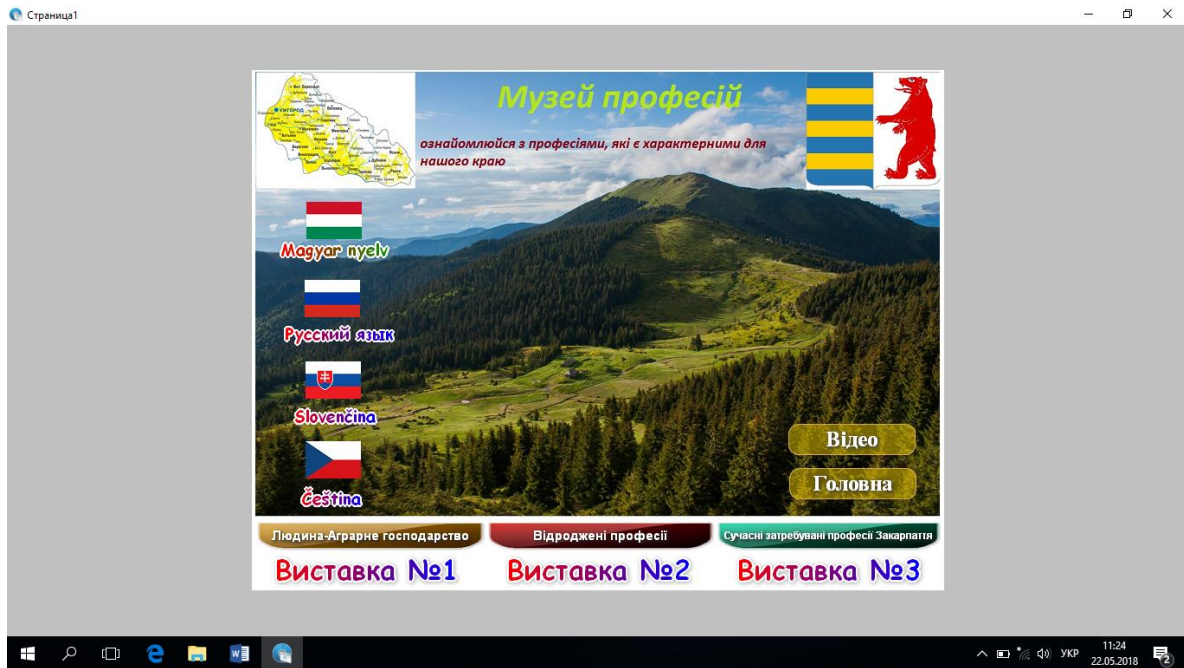 Страница1
Музей професій
ознайомлюйся з професіями, які є характерними для
нашого краю
УЖГОРОД
Magyar nyelv
Русский язык
Slovenčina
Čeština
Відео
Головна
Людина-Аграрне господарство
Відроджені професії
Сучасні затребувані професії Закарпаття
Виставка №1
Виставка №2
Виставка №3
УКР
11:24
22.05.2018
2